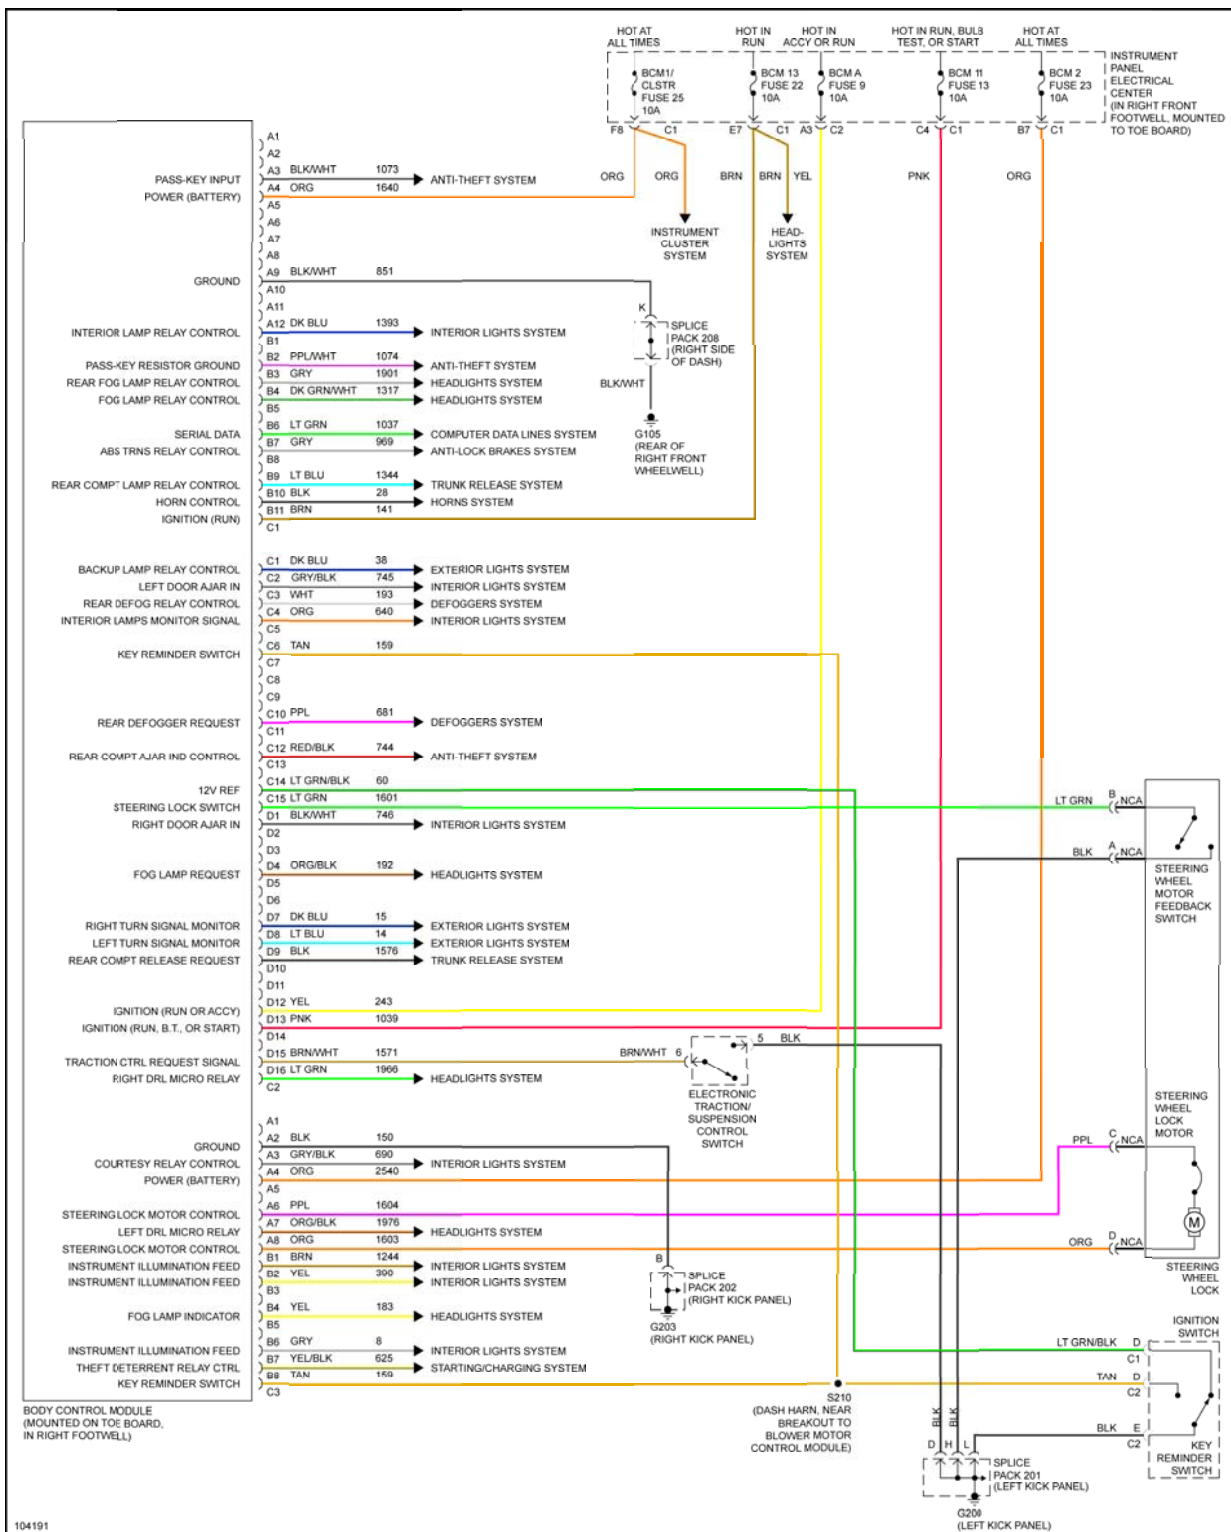 HOT AT ALL TIMES
HOT IN RUN
HOT IN ACCY OR RUN
HOT IN RUN, BULB TEST, OR START
HOT AT ALL TIMES
BCM1/ CLSTR FUSE 25 10A
BCM 13 FUSE 22 10A
BCM A FUSE 9 10A
BCM 11 FUSE 13 10A
BCM 2 FUSE 23 10A
INSTRUMENT
PANEL
ELECTRICAL
CENTER
(IN RIGHT FRONT
FOOTWELL, MOUNTED
TO TOE BOARD)
F8 C1 E7 C1 A3 C2 C4 C1 B7 C1
ORG ORG BRN BRN YEL PNK ORG
INSTRUMENT
CLUSTER
SYSTEM
HEAD-
LIGHTS
SYSTEM
A1
A2
PASS-KEY INPUT A3 BLK/WHT 1073 ANTI-THEFT SYSTEM
POWER (BATTERY) A4 ORG 1640
A5
A6
A7
A8
GROUND A9 BLK/WHT 851
A10
A11
INTERIOR LAMP RELAY CONTROL A12 DK BLU 1393 INTERIOR LIGHTS SYSTEM
B1
PASS-KEY RESISTOR GROUND B2 PPL/WHT 1074 ANTI-THEFT SYSTEM
REAR FOG LAMP RELAY CONTROL B3 GRY 1901 HEADLIGHTS SYSTEM
FOG LAMP RELAY CONTROL B4 DK GRN/WHT 1317 HEADLIGHTS SYSTEM
B5
SERIAL DATA B6 LT GRN 1037 COMPUTER DATA LINES SYSTEM
ABS TRNS RELAY CONTROL B7 GRY 969 ANTI-LOCK BRAKES SYSTEM
B8
REAR COMPT LAMP RELAY CONTROL B9 LT BLU 1344 TRUNK RELEASE SYSTEM
HORN CONTROL B10 BLK 28 HORNS SYSTEM
IGNITION (RUN) B11 BRN 141
C1
K
SPLICE
PACK 208
(RIGHT SIDE
OF DASH)
BLK/WHT
G105
(REAR OF
RIGHT FRONT
WHEELWELL)
BACKUP LAMP RELAY CONTROL C1 DK BLU 38 EXTERIOR LIGHTS SYSTEM
LEFT DOOR AJAR IN C2 GRY/BLK 745 INTERIOR LIGHTS SYSTEM
REAR DEFOG RELAY CONTROL C3 WHT 193 DEFOGGERS SYSTEM
INTERIOR LAMPS MONITOR SIGNAL C4 ORG 640 INTERIOR LIGHTS SYSTEM
C5
KEY REMINDER SWITCH C6 TAN 159
C7
C8
C9
REAR DEFOGGER REQUEST C10 PPL 681 DEFOGGERS SYSTEM
C11
REAR COMPT AJAR IND CONTROL C12 RED/BLK 744 ANTI-THEFT SYSTEM
C13
12V REF C14 LT GRN/BLK 60
STEERING LOCK SWITCH C15 LT GRN 1601
RIGHT DOOR AJAR IN D1 BLK/WHT 746 INTERIOR LIGHTS SYSTEM
D2
D3
FOG LAMP REQUEST D4 ORG/BLK 192 HEADLIGHTS SYSTEM
D5
D6
RIGHT TURN SIGNAL MONITOR D7 DK BLU 15 EXTERIOR LIGHTS SYSTEM
LEFT TURN SIGNAL MONITOR D8 LT BLU 14 EXTERIOR LIGHTS SYSTEM
REAR COMPT RELEASE REQUEST D9 BLK 1576 TRUNK RELEASE SYSTEM
D10
D11
IGNITION (RUN OR ACCY) D12 YEL 243
IGNITION (RUN, B.T., OR START) D13 PNK 1039
D14
TRACTION CTRL REQUEST SIGNAL D15 BRN/WHT 1571
RIGHT DRL MICRO RELAY D16 LT GRN 1966 HEADLIGHTS SYSTEM
C2
LT GRN B NCA
BLK A NCA
STEERING
WHEEL
MOTOR
FEEDBACK
SWITCH
BRN/WHT 6
5 BLK
ELECTRONIC
TRACTION/
SUSPENSION
CONTROL
SWITCH
A1
GROUND A2 BLK 150
COURTESY RELAY CONTROL A3 GRY/BLK 690 INTERIOR LIGHTS SYSTEM
POWER (BATTERY) A4 ORG 2540
A5
STEERING LOCK MOTOR CONTROL A6 PPL 1604
LEFT DRL MICRO RELAY A7 ORG/BLK 1976 HEADLIGHTS SYSTEM
STEERING LOCK MOTOR CONTROL A8 ORG 1603
INSTRUMENT ILLUMINATION FEED B1 BRN 1244 INTERIOR LIGHTS SYSTEM
INSTRUMENT ILLUMINATION FEED B2 YEL 390 INTERIOR LIGHTS SYSTEM
B3
FOG LAMP INDICATOR B4 YEL 183 HEADLIGHTS SYSTEM
B5
INSTRUMENT ILLUMINATION FEED B6 GRY 8 INTERIOR LIGHTS SYSTEM
THEFT DETERRENT RELAY CTRL B7 YEL/BLK 625 STARTING/CHARGING SYSTEM
KEY REMINDER SWITCH B8 TAN 159
C3
STEERING
WHEEL
LOCK
MOTOR
PPL C NCA
M
ORG D NCA
STEERING
WHEEL
LOCK
B
SPLICE
PACK 202
(RIGHT KICK PANEL)
G203
(RIGHT KICK PANEL)
IGNITION
SWITCH
LT GRN/BLK D
C1
TAN D
C2
BLK E
C2
KEY
REMINDER
SWITCH
S210
(DASH HARN, NEAR
BREAKOUT TO
BLOWER MOTOR
CONTROL MODULE)
BLK BLK
D H L
SPLICE
PACK 201
(LEFT KICK PANEL)
G200
(LEFT KICK PANEL)
BODY CONTROL MODULE
(MOUNTED ON TOE BOARD,
IN RIGHT FOOTWELL)
104191